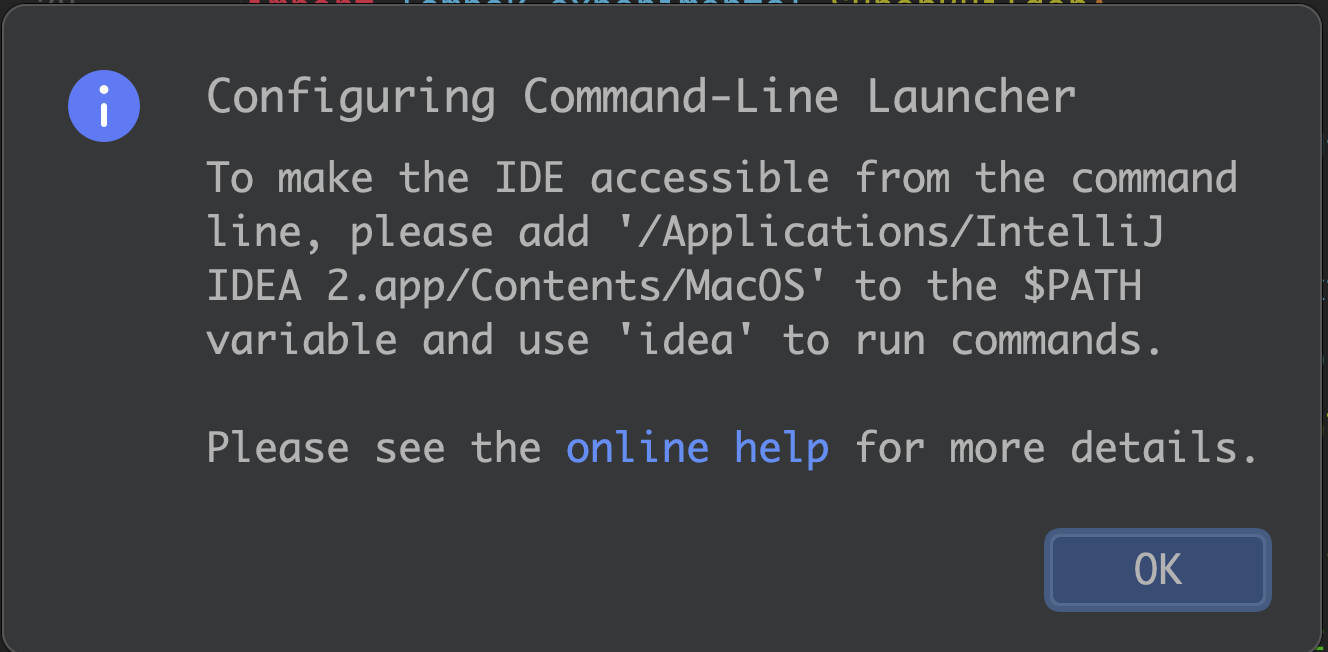 Configuring Command-Line Launcher
To make the IDE accessible from the command
line, please add '/Applications/IntelliJ
IDEA 2.app/Contents/MacOS' to the $PATH
variable and use 'idea' to run commands.
Please see the online help for more details.
OK